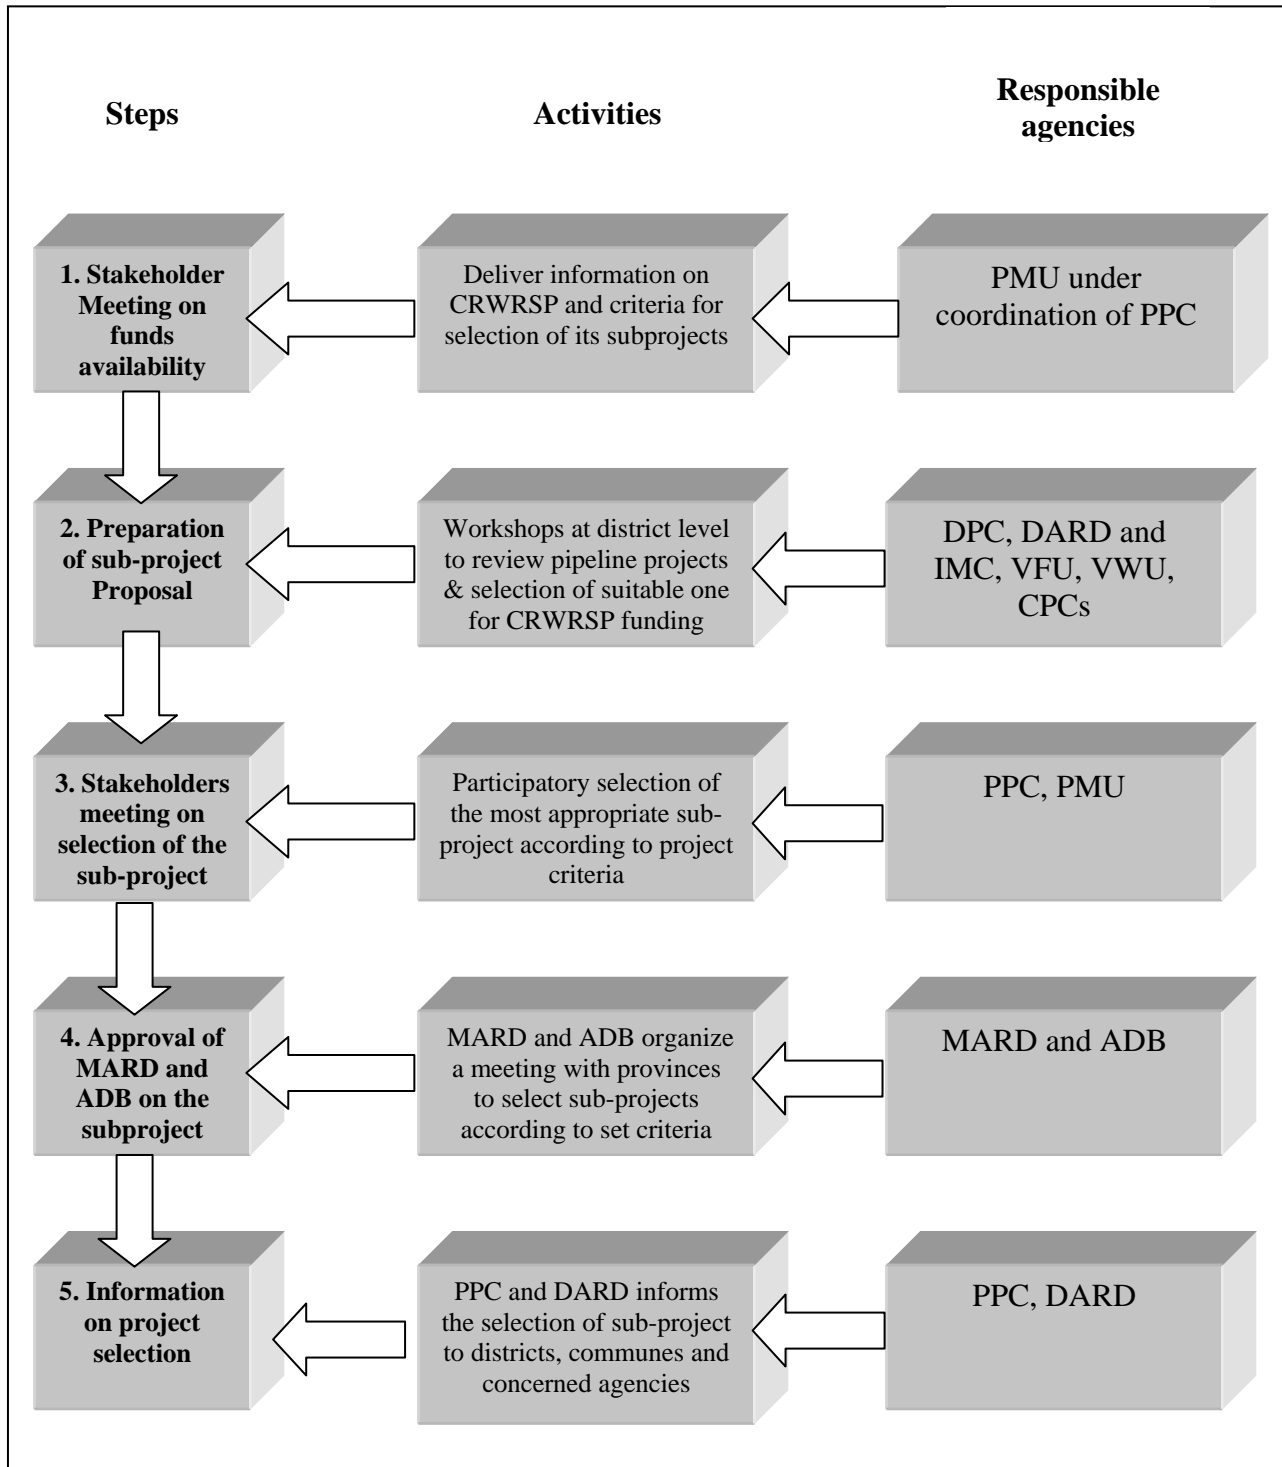 Steps
Activities
Responsible
agencies
1. Stakeholder
Meeting on
funds
availability
Deliver information on
CRWRSP and criteria for
selection of its subprojects
PMU under
coordination of PPC
2. Preparation
of sub-project
Proposal
Workshops at district level
to review pipeline projects
& selection of suitable one
for CRWRSP funding
DPC, DARD and
IMC, VFU, VWU,
CPCs
3. Stakeholders
meeting on
selection of the
sub-project
Participatory selection of
the most appropriate sub-
project according to project
criteria
PPC, PMU
4. Approval of
MARD and
ADB on the
subproject
MARD and ADB organize
a meeting with provinces
to select sub-projects
according to set criteria
MARD and ADB
5. Information
on project
selection
PPC and DARD informs
the selection of sub-project
to districts, communes and
concerned agencies
PPC, DARD